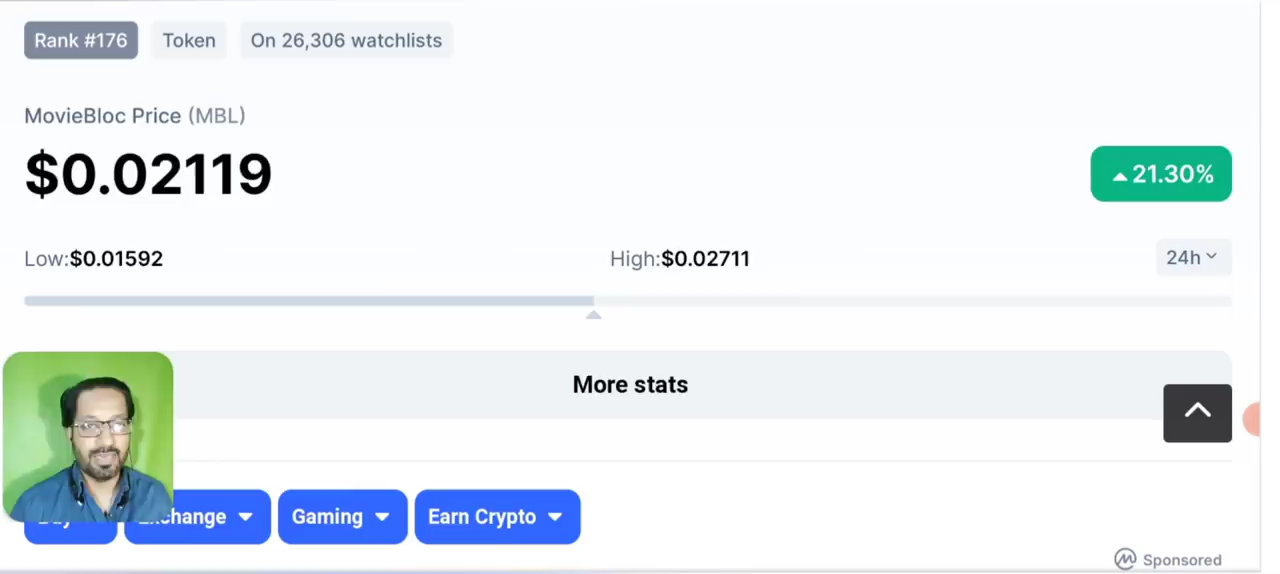 Rank #176 Token On 26,306 watchlists
MovieBloc Price (MBL)
$0.02119 21.30%
Low:$0.01592 High:$0.02711 24h
More stats
Gaming Earn Crypto
Sponsored